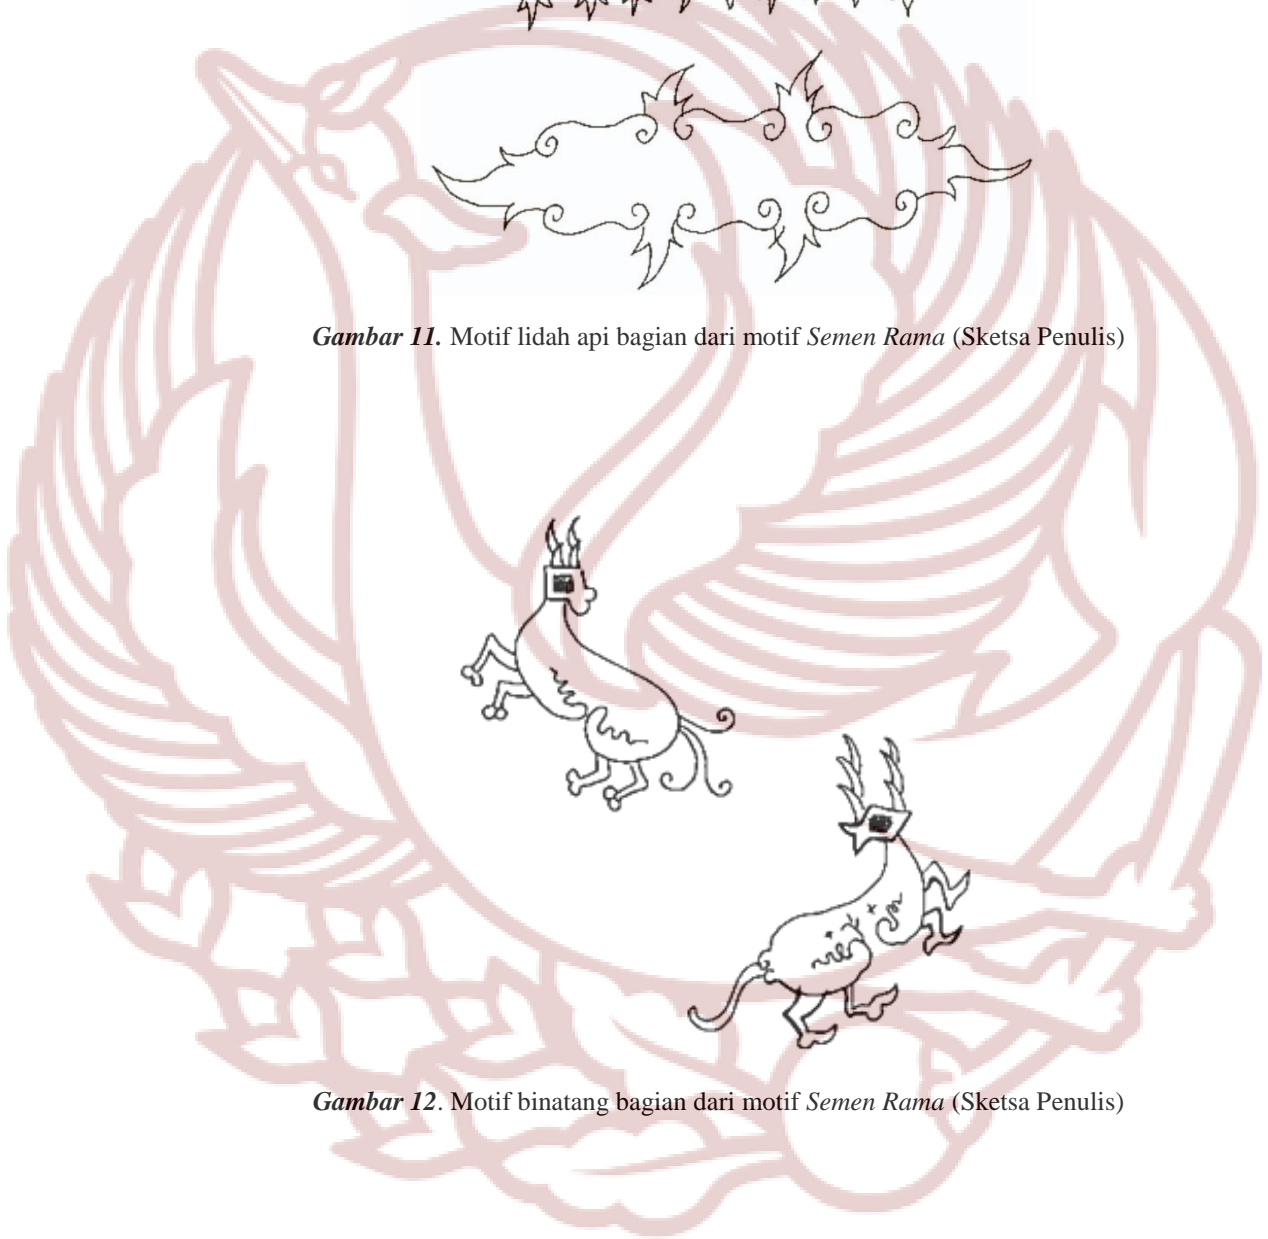 Gambar 11. Motif lidah api bagian dari motif Semen Rama (Sketsa Penulis)
Gambar 12. Motif binatang bagian dari motif Semen Rama (Sketsa Penulis)